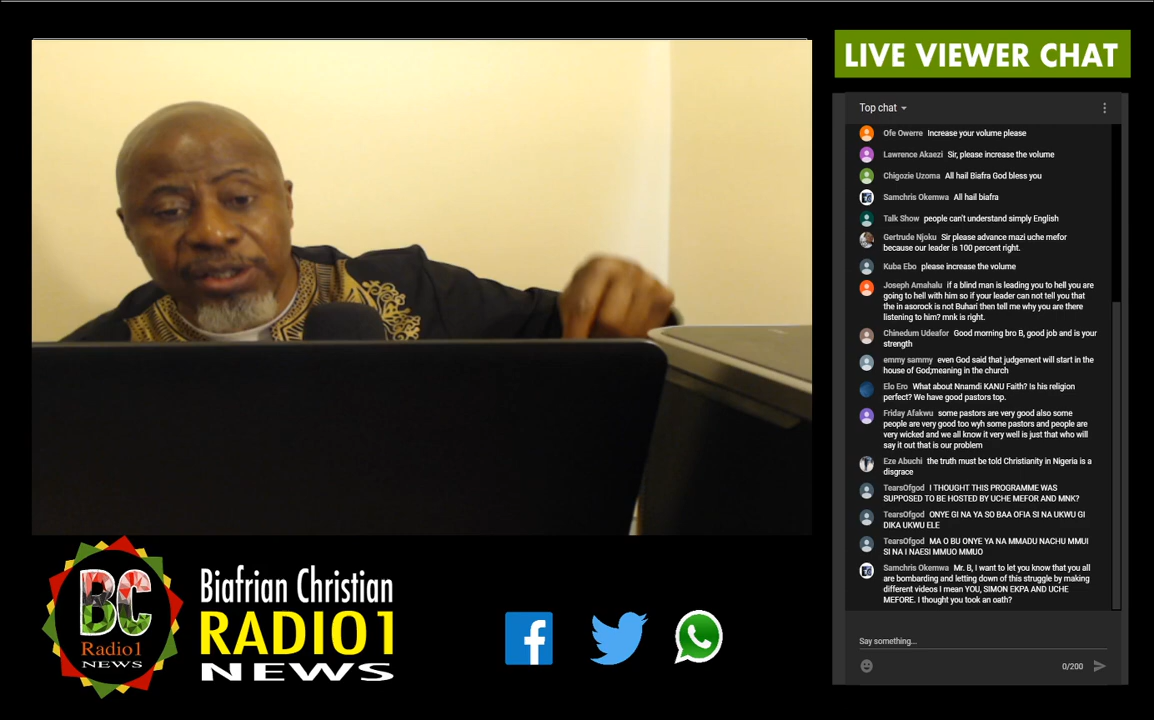 LIVE VIEWER CHAT
Top chat
Ofe Owerre Increase your volume please
Lawrence Akaezi Sir, please increase the volume
Chigozie Uzoma All hail Biafra God bless you
Samchris Okemwa All hail biafra
Talk Show people can't understand simply English
Gertrude Njoku Sir please advance mazi uche mefor
because our leader is 100 percent right.
Kuba Ebo please increase the volume
Joseph Amahalu if a blind man is leading you to hell you are
going to hell with him so if your leader can not tell you that
the in asorock is not Buhari then tell me why you are there
listening to him? mnk is right.
Chinedum Udeafor Good morning bro B, good job and is your
strength
emmy sammy even God said that judgement will start in the
house of God;meaning in the church
Elo Ero What about Nnamdi KANU Faith? Is his religion
perfect? We have good pastors top.
Friday Afakwu some pastors are very good also some
people are very good too wyh some pastors and people are
very wicked and we all know it very well is just that who will
say it out that is our problem
Eze Abuchi the truth must be told Christianity in Nigeria is a
disgrace
TearsOfgod I THOUGHT THIS PROGRAMME WAS
SUPPOSED TO BE HOSTED BY UCHE MEFOR AND MNK?
TearsOfgod ONYE GI NA YA SO BAA OFIA SI NA UKWU GI
DIKA UKWU ELE
TearsOfgod MA O BU ONYE YA NA MMADU NACHU MMUI
SI NA I NAESI MMUO MMUO
Samchris Okemwa Mr. B, I want to let you know that you all
are bombarding and letting down of this struggle by making
different videos I mean YOU, SIMON EKPA AND UCHE
MEFORE. I thought you took an oath?
Say something...
0/200
BC
Radio1
NEWS
Biafrian Christian
RADIO1
NEWS